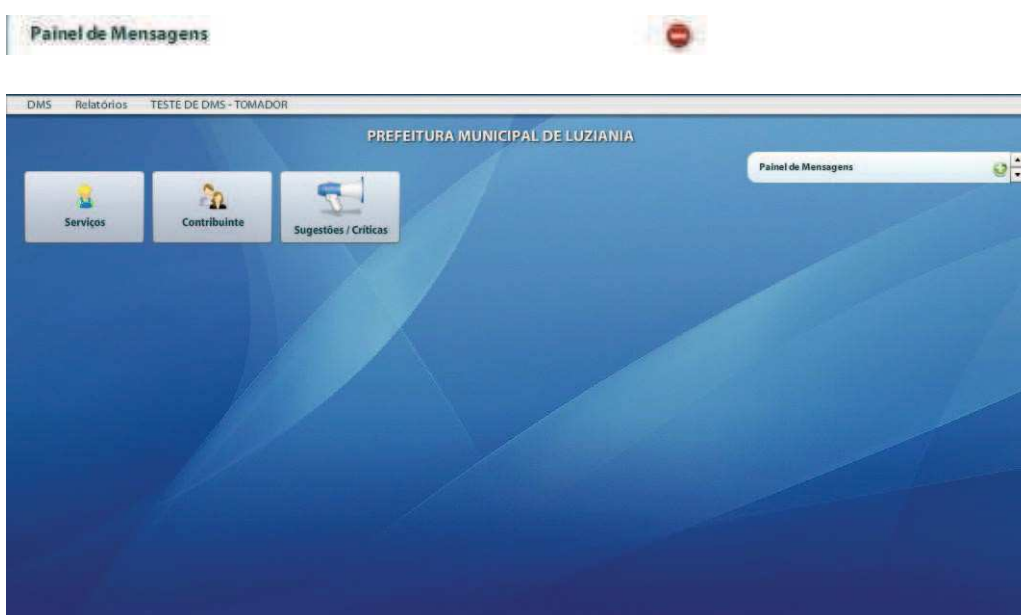 Painel de Mensagens
DMS Relatórios TESTE DE DMS - TOMADOR
PREFEITURA MUNICIPAL DE LUZIANIA
Painel de Mensagens
Serviços Contribuinte Sugestões / Críticas